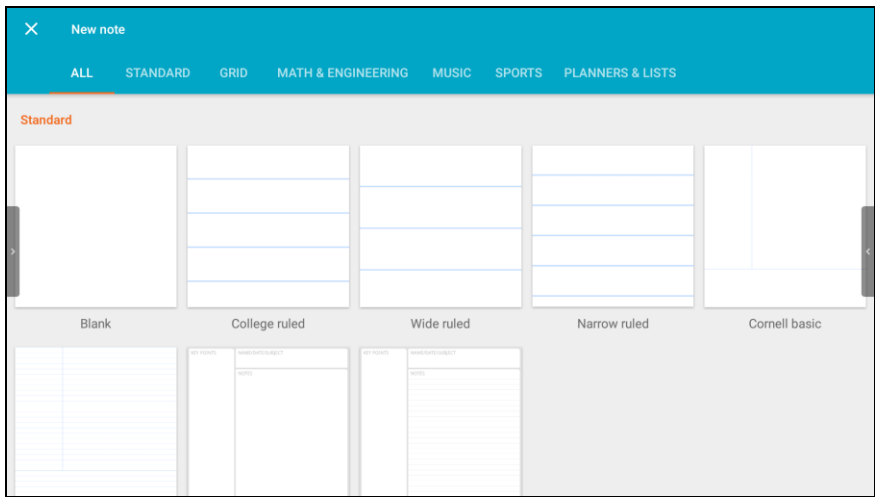 New note
ALL STANDARD GRID MATH & ENGINEERING MUSIC SPORTS PLANNERS & LISTS
Standard
Blank College ruled Wide ruled Narrow ruled Cornell basic
KEY POINTS NAME/DATE/SUBJECT KEY POINTS NAME/DATE/SUBJECT
NOTES NOTES